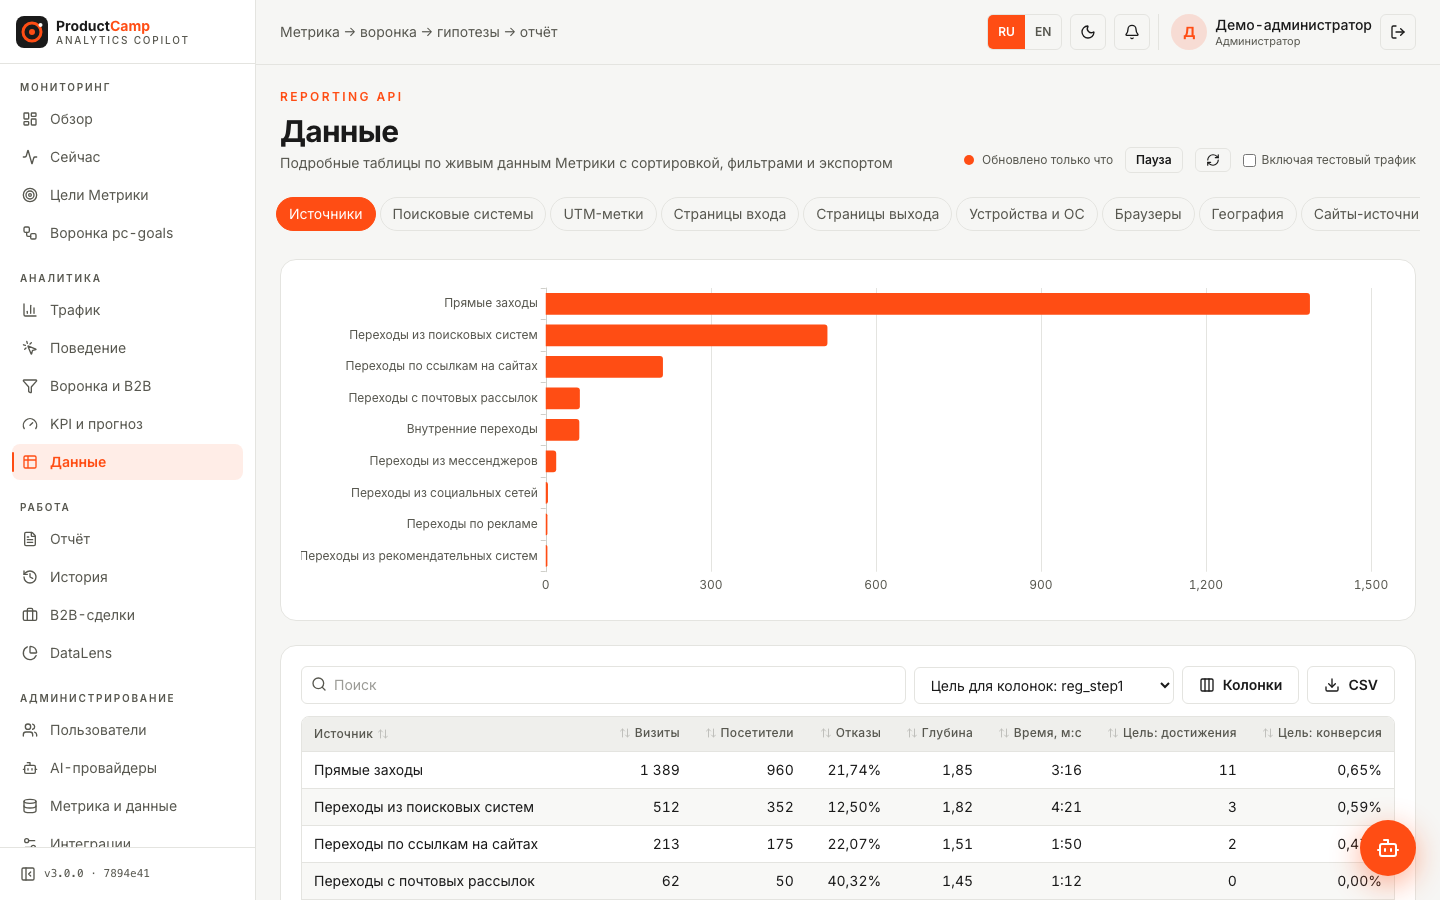 ProductCamp
ANALYTICS COPILOT
МОНИТОРИНГ
Обзор
Сейчас
Цели Метрики
Воронка pc-goals
АНАЛИТИКА
Трафик
Поведение
Воронка и B2B
KPI и прогноз
Данные
РАБОТА
Отчёт
История
B2B-сделки
DataLens
АДМИНИСТРИРОВАНИЕ
Пользователи
AI-провайдеры
Метрика и данные
Интеграции
v3.0.0 · 7894e41
Метрика → воронка → гипотезы → отчёт
RU EN
Д
Демо-администратор
Администратор
REPORTING API
Данные
Подробные таблицы по живым данным Метрики с сортировкой, фильтрами и экспортом
Обновлено только что Пауза Включая тестовый трафик
Источники Поисковые системы UTM-метки Страницы входа Страницы выхода Устройства и ОС Браузеры География Сайты-источни
Прямые заходы
Переходы из поисковых систем
Переходы по ссылкам на сайтах
Переходы с почтовых рассылок
Внутренние переходы
Переходы из мессенджеров
Переходы из социальных сетей
Переходы по рекламе
Переходы из рекомендательных систем
0 300 600 900 1,200 1,500
Поиск Цель для колонок: reg_step1 Колонки CSV
Источник Визиты Посетители Отказы Глубина Время, м:с Цель: достижения Цель: конверсия
Прямые заходы 1 389 960 21,74% 1,85 3:16 11 0,65%
Переходы из поисковых систем 512 352 12,50% 1,82 4:21 3 0,59%
Переходы по ссылкам на сайтах 213 175 22,07% 1,51 1:50 2
Переходы с почтовых рассылок 62 50 40,32% 1,45 1:12 0 0,00%